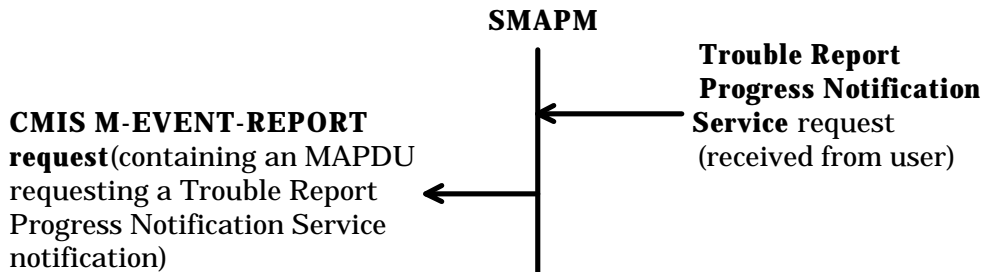 SMAPM
Trouble Report
Progress Notification
Service request
(received from user)
CMIS M-EVENT-REPORT
request(containing an MAPDU
requesting a Trouble Report
Progress Notification Service
notification)